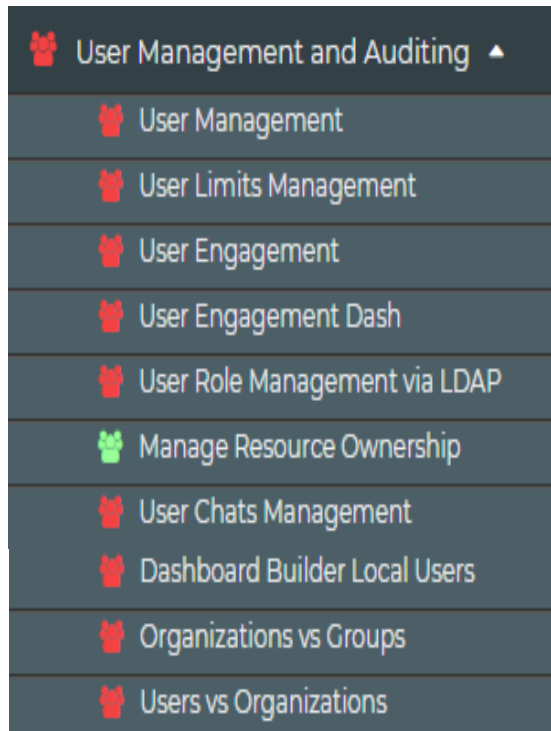 User Management and Auditing
User Management
User Limits Management
User Engagement
User Engagement Dash
User Role Management via LDAP
Manage Resource Ownership
User Chats Management
Dashboard Builder Local Users
Organizations vs Groups
Users vs Organizations